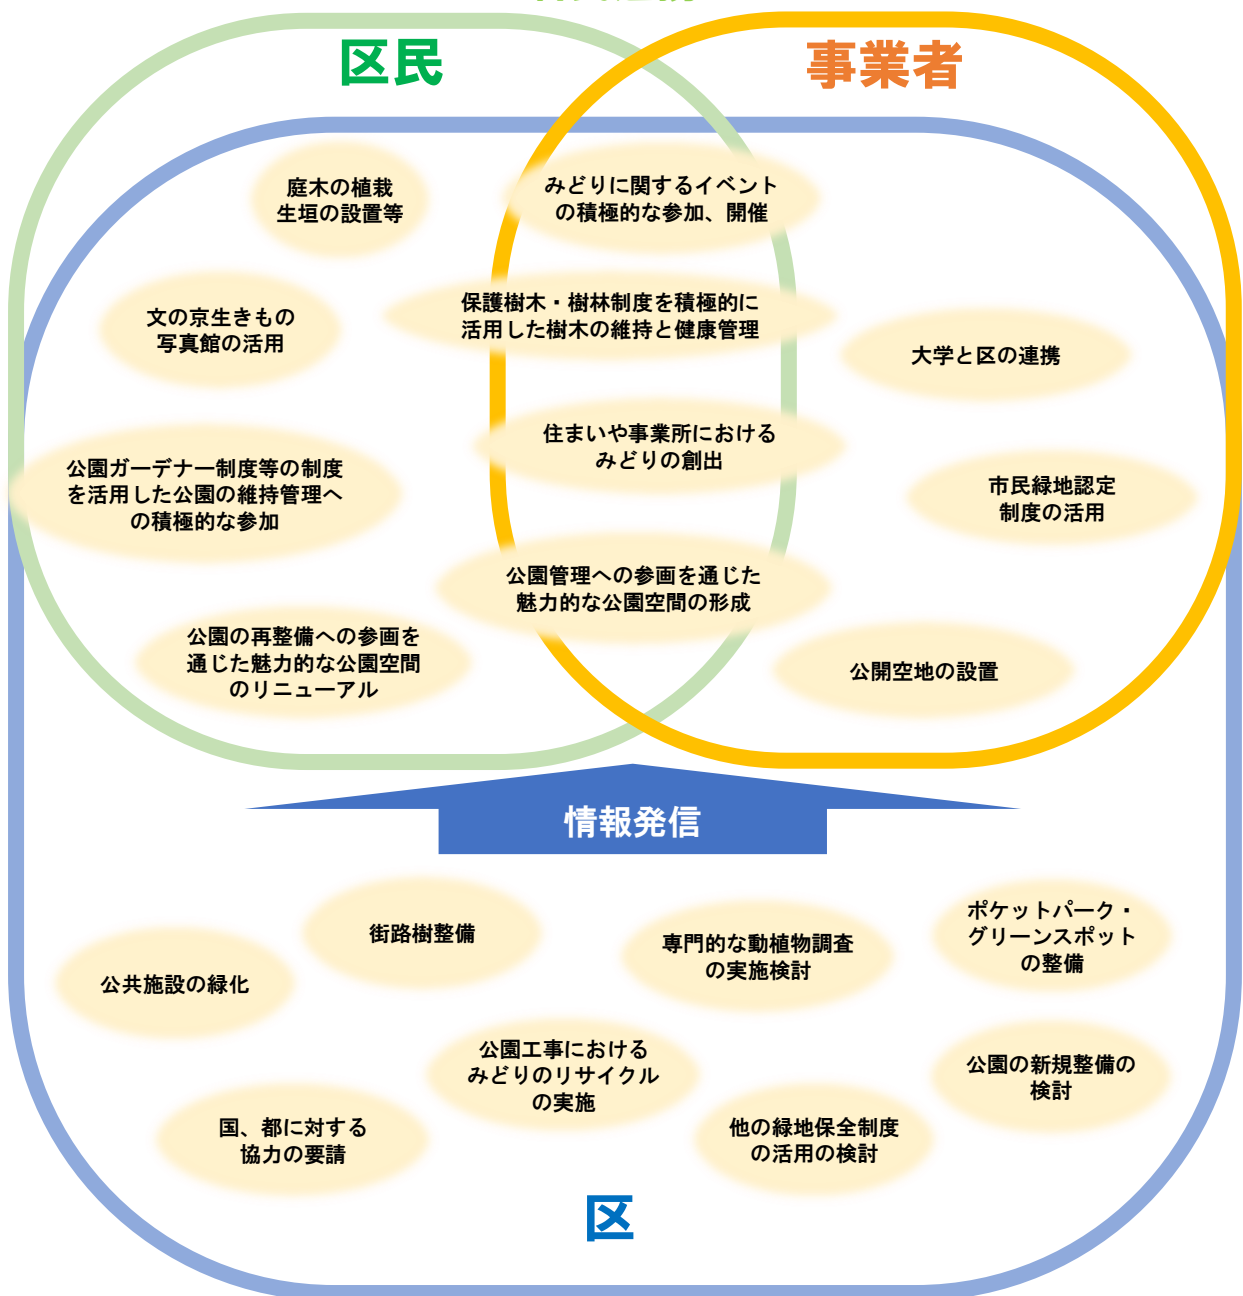 区民
事業者
庭木の植栽
生垣の設置等
みどりに関するイベント
の積極的な参加、開催
文の京生きもの
写真館の活用
保護樹木・樹林制度を積極的に
活用した樹木の維持と健康管理
大学と区の連携
公園ガーデナー制度等の制度
を活用した公園の維持管理へ
の積極的な参加
住まいや事業所における
みどりの創出
市民緑地認定
制度の活用
公園管理への参画を通じた
魅力的な公園空間の形成
公園の再整備への参画を
通じた魅力的な公園空間
のリニューアル
公開空地の設置
情報発信
街路樹整備
公共施設の緑化
専門的な動植物調査
の実施検討
ポケットパーク・
グリーンスポット
の整備
公園工事における
みどりのリサイクル
の実施
公園の新規整備の
検討
国、都に対する
協力の要請
他の緑地保全制度
の活用の検討
区